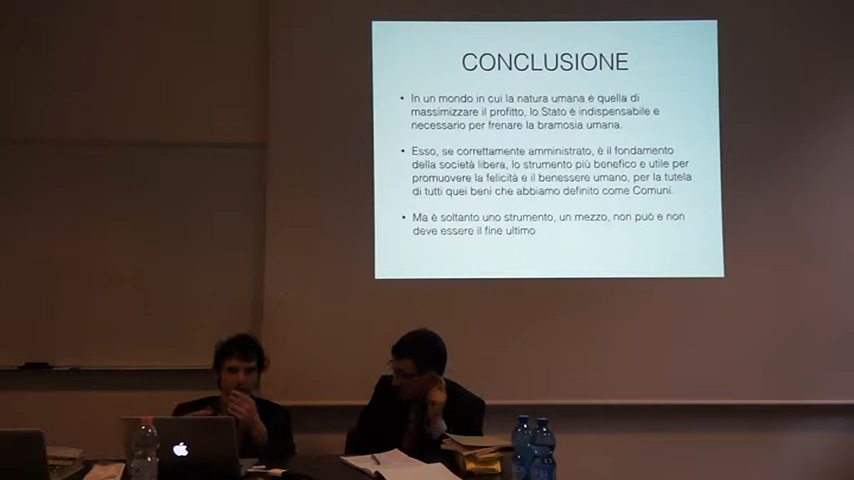 CONCLUSIONE
• In un mondo in cui la natura umana è quella di
massimizzare il profitto, lo Stato è indispensabile e
necessario per frenare la bramosia umana.
• Esso, se correttamente amministrato, è il fondamento
della società libera, lo strumento più benefico e utile per
promuovere la felicità e il benessere umano, per la tutela
di tutti quei beni che abbiamo definito come Comuni.
• Ma è soltanto uno strumento, un mezzo, non può e non
deve essere il fine ultimo